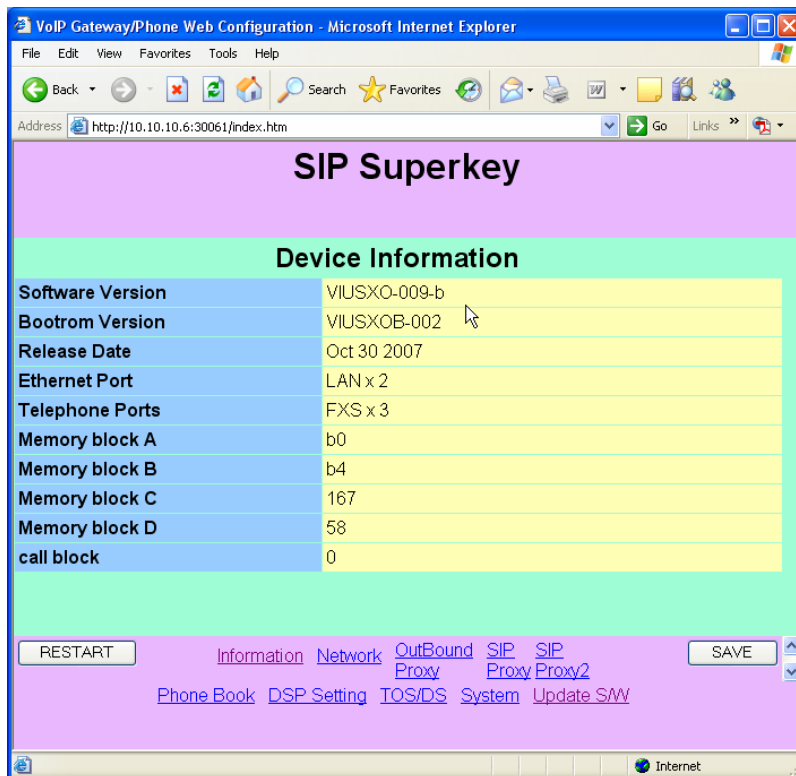 VoIP Gateway/Phone Web Configuration - Microsoft Internet Explorer
File Edit View Favorites Tools Help
Back Search Favorites
Address http://10.10.10.6:30061/index.htm Go Links »
SIP Superkey
Device Information
Software Version VIUSXO-009-b
Bootrom Version VIUSXOB-002
Release Date Oct 30 2007
Ethernet Port LAN x 2
Telephone Ports FXS x 3
Memory block A b0
Memory block B b4
Memory block C 167
Memory block D 58
call block 0
RESTART Information Network OutBound Proxy SIP Proxy SIP Proxy2 SAVE
Phone Book DSP Setting TOS/DS System Update S/W
Internet